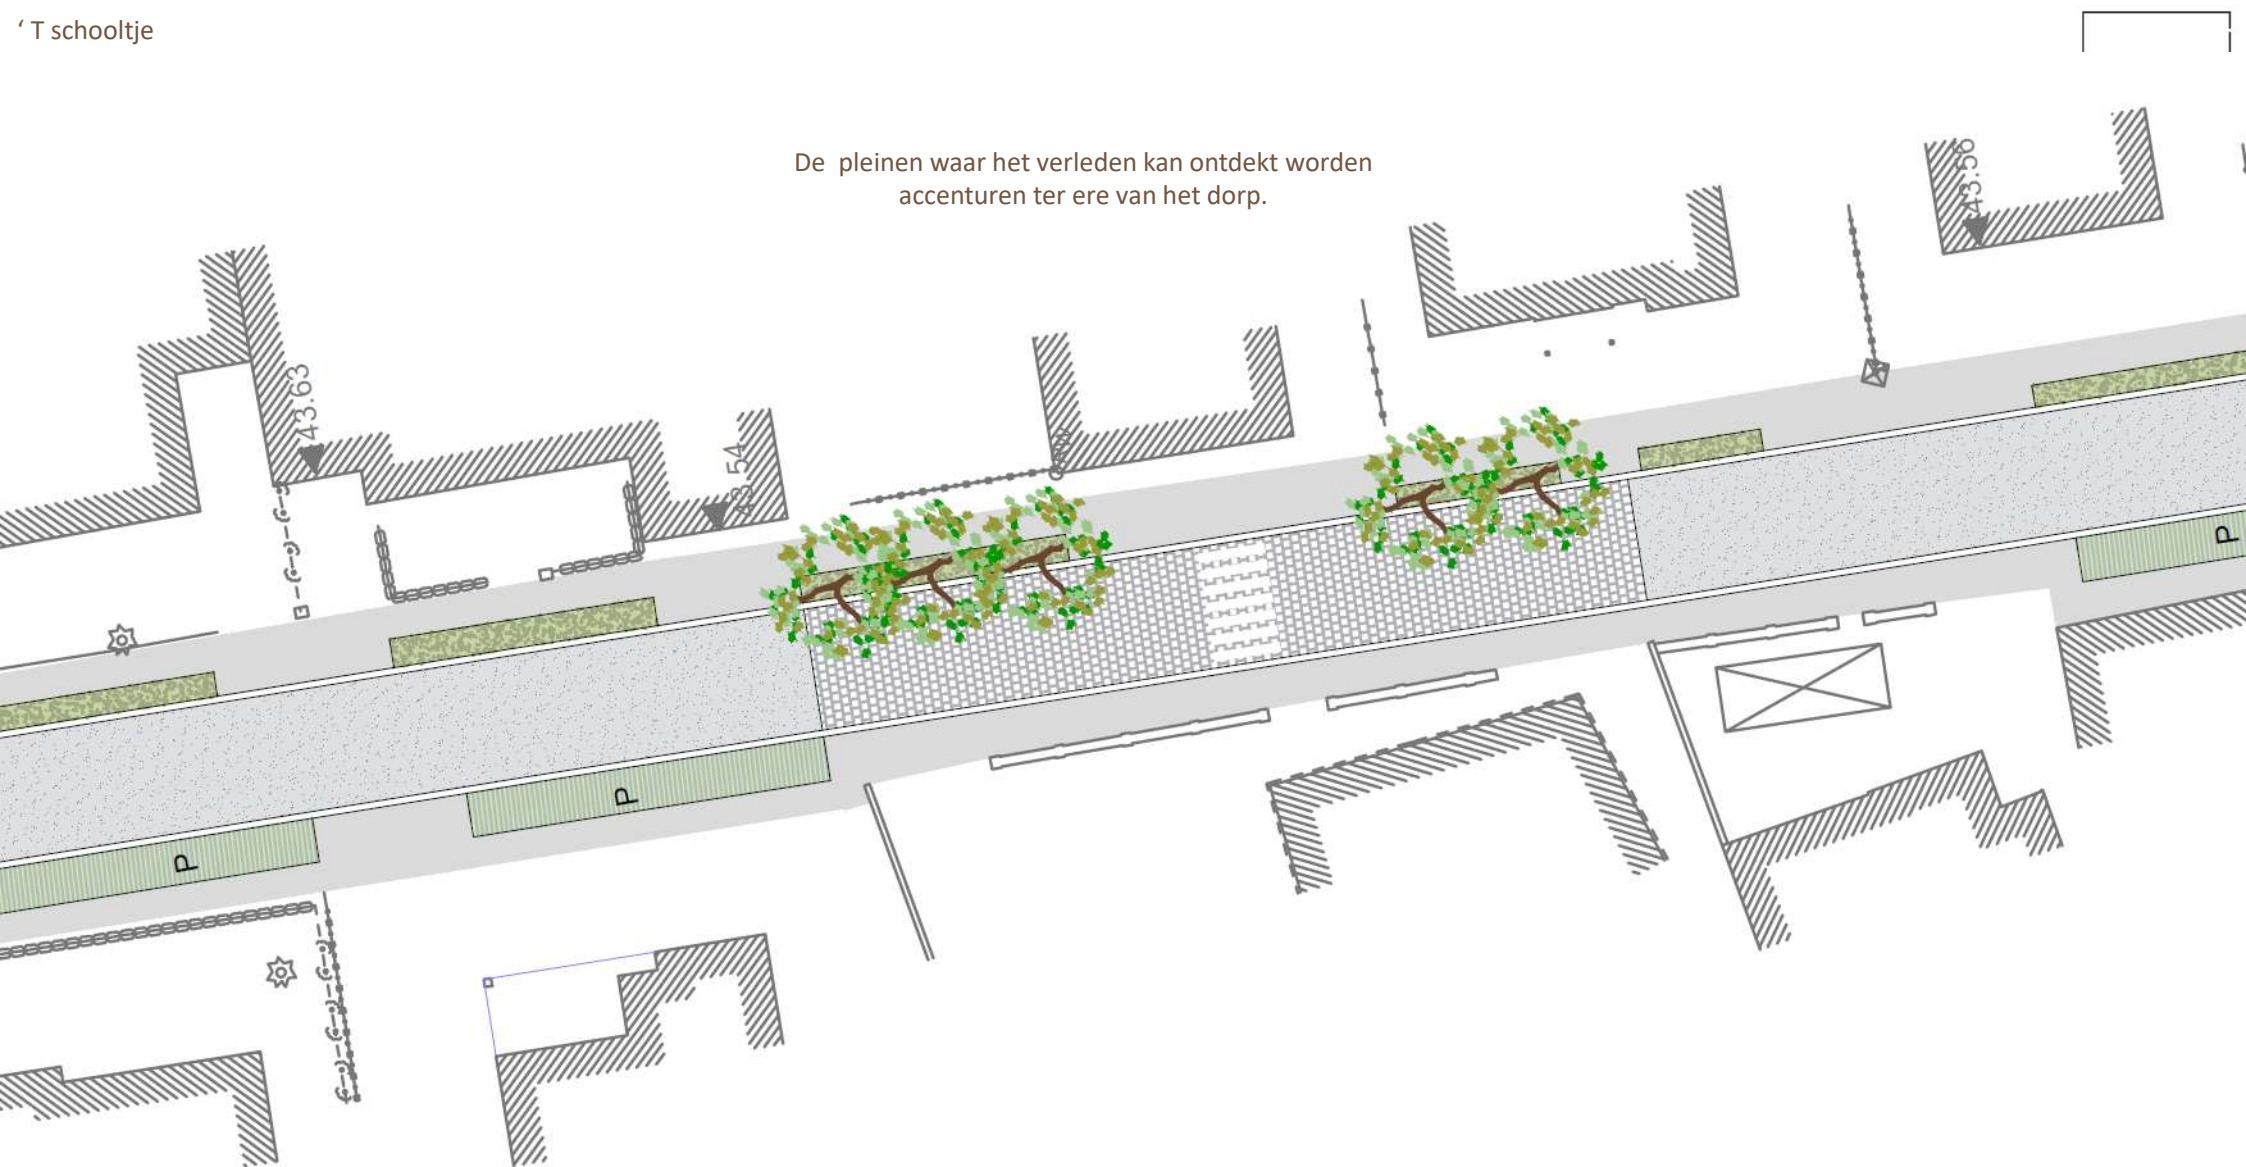 ‘ T schooltje
De  pleinen waar het verleden kan ontdekt worden
accenturen ter ere van het dorp.
43.56
43.63
43.54
P
P
P